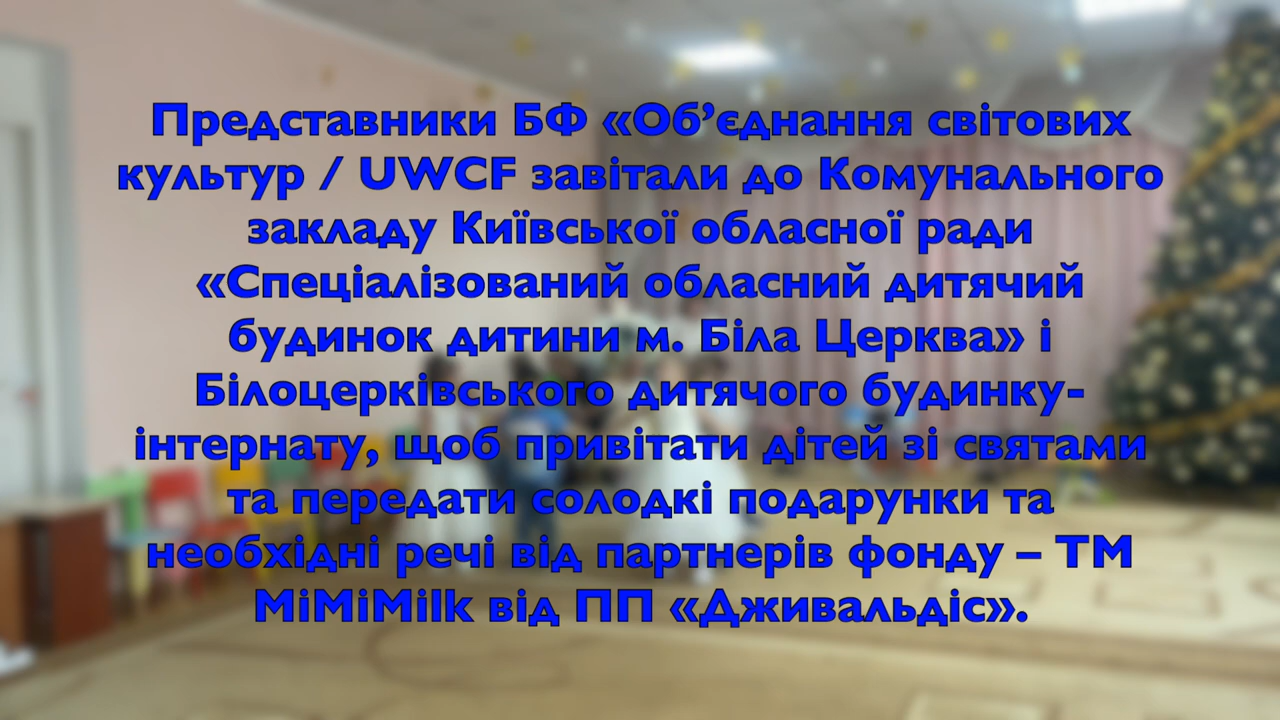 Представники БФ «Об’єднання світових
культур / UWCF завітали до Комунального
закладу Київської обласної ради
«Спеціалізований обласний дитячий
будинок дитини м. Біла Церква» і
Білоцерківського дитячого будинку-
інтернату, щоб привітати дітей зі святами
та передати солодкі подарунки та
необхідні речі від партнерів фонду – ТМ
MiMiMilk від ПП «Дживальдіс».